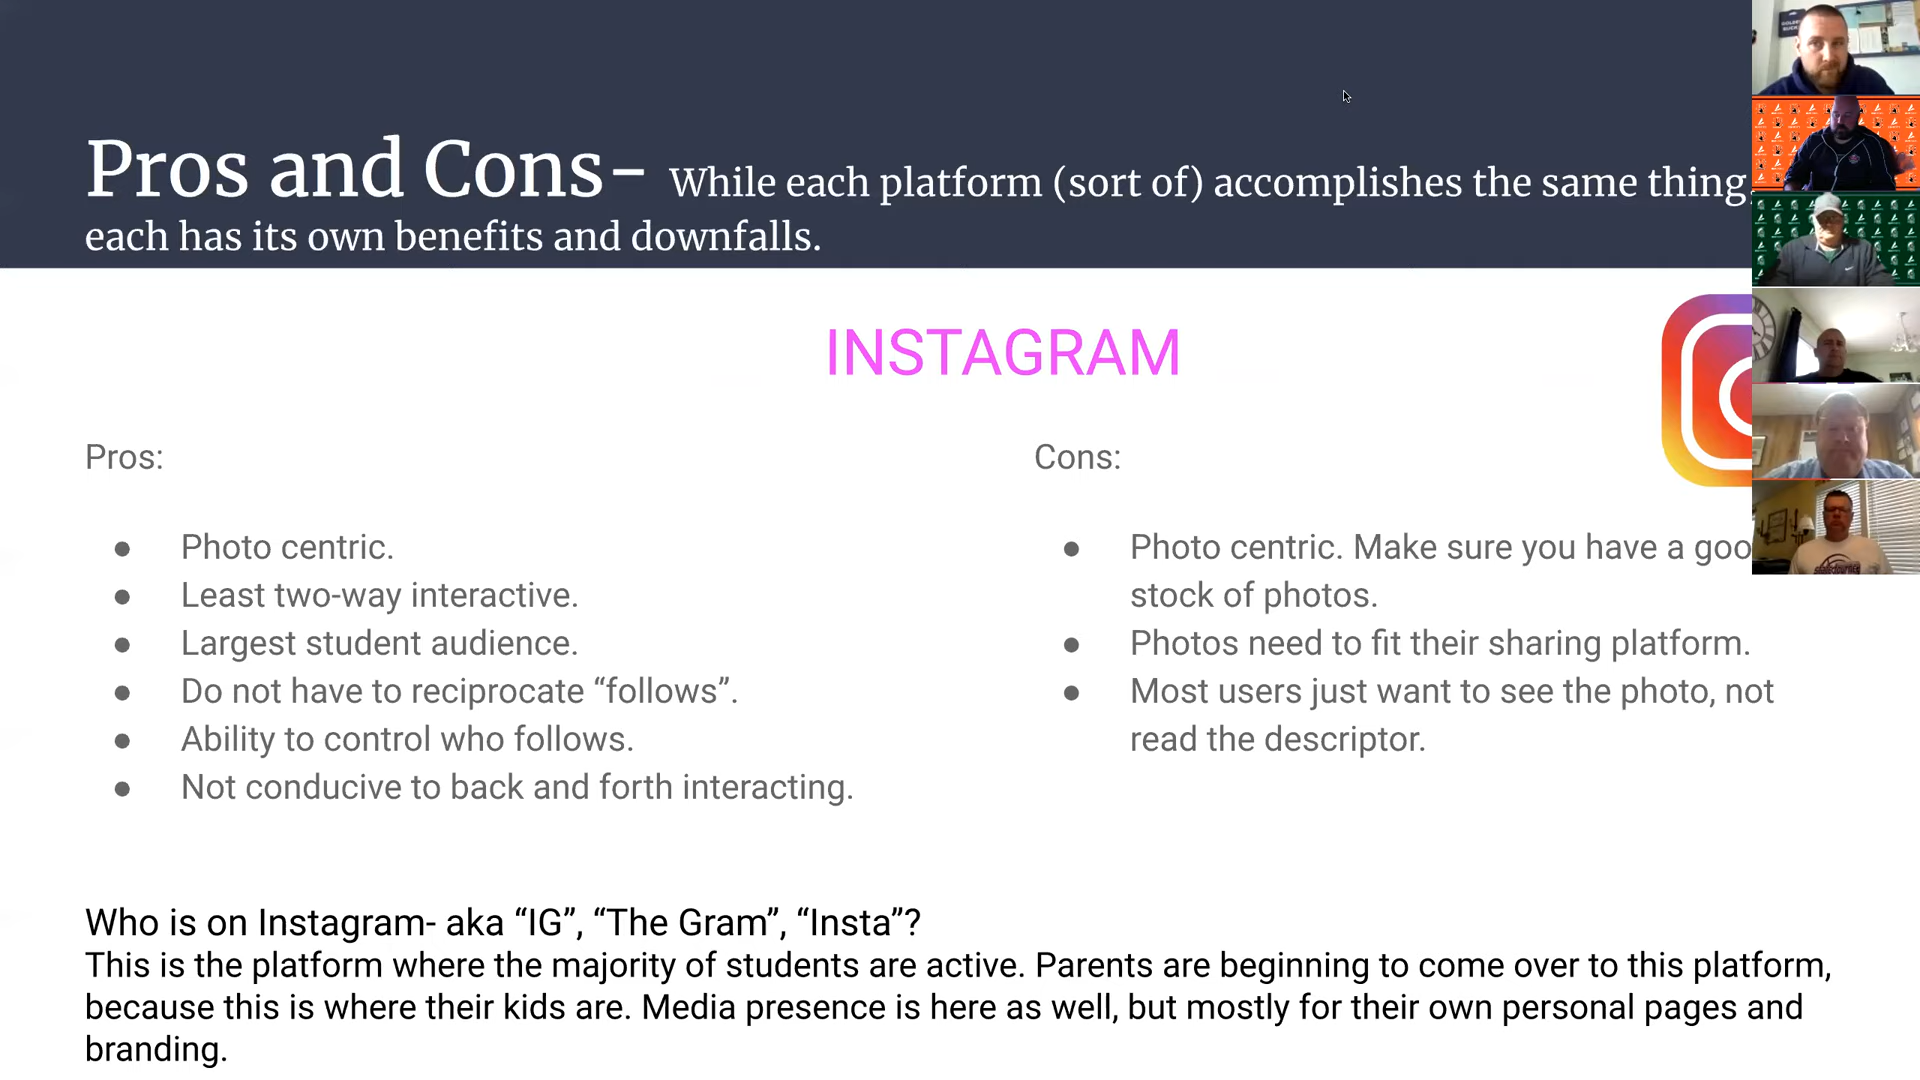 Pros and Cons- While each platform (sort of) accomplishes the same thing,
each has its own benefits and downfalls.
INSTAGRAM
Pros:
● Photo centric.
● Least two-way interactive.
● Largest student audience.
● Do not have to reciprocate “follows”.
● Ability to control who follows.
● Not conducive to back and forth interacting.
Cons:
● Photo centric. Make sure you have a goo
stock of photos.
● Photos need to fit their sharing platform.
● Most users just want to see the photo, not
read the descriptor.
Who is on Instagram- aka “IG”, “The Gram”, “Insta”?
This is the platform where the majority of students are active. Parents are beginning to come over to this platform,
because this is where their kids are. Media presence is here as well, but mostly for their own personal pages and
branding.